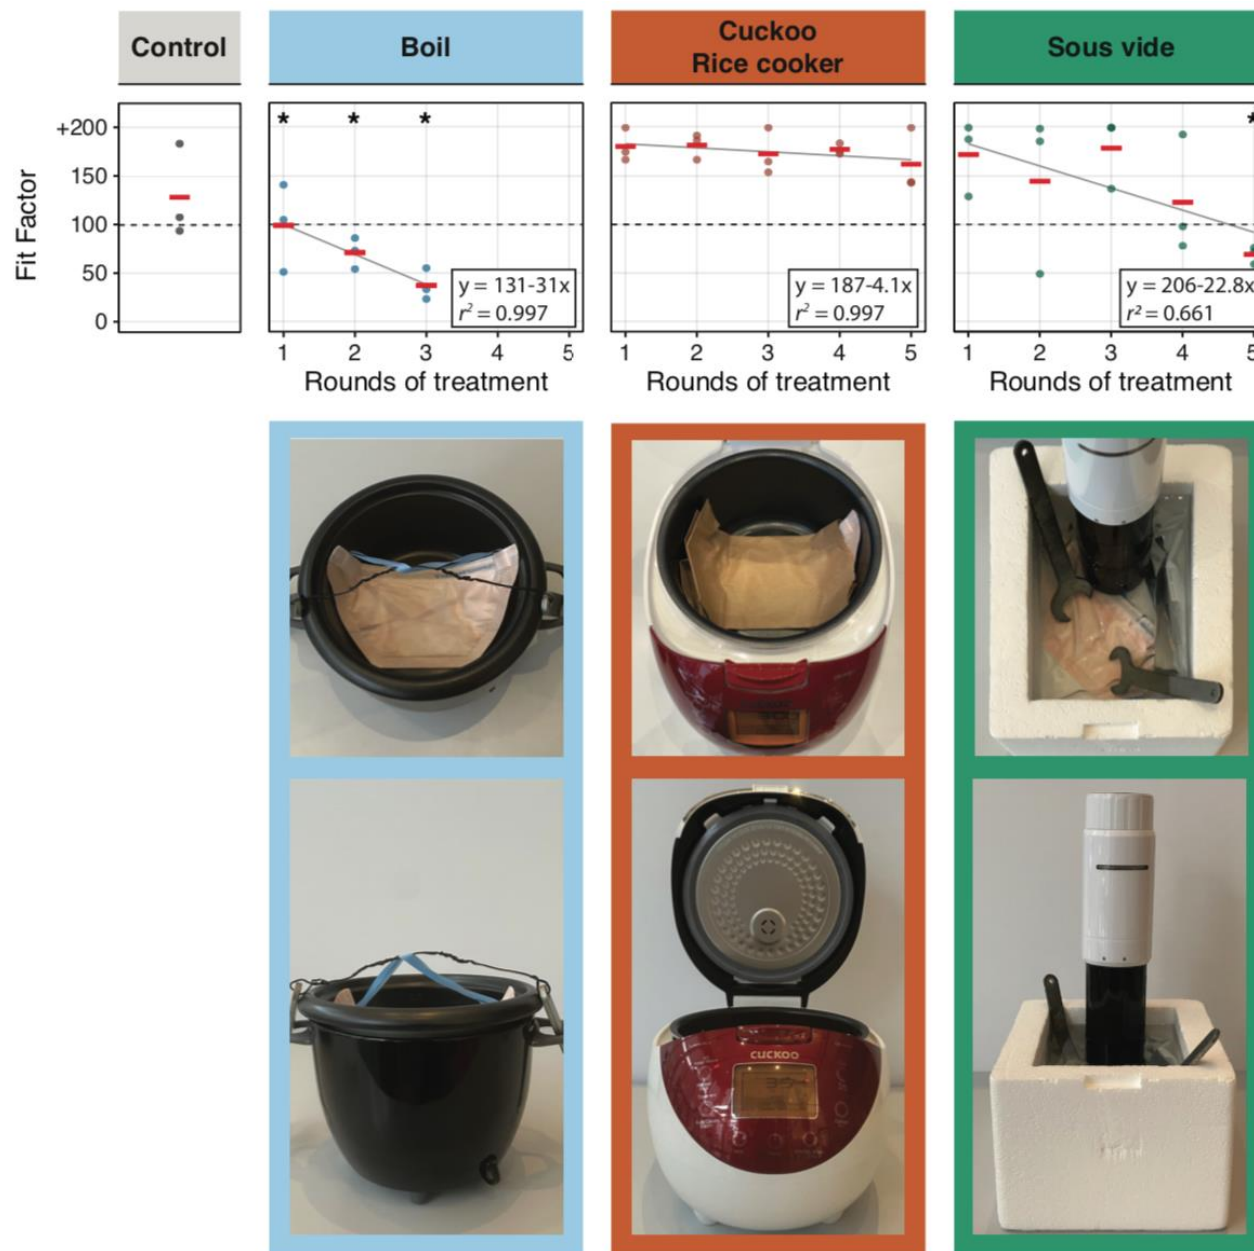 Control
Boil
Cuckoo
Rice cooker
Sous vide
Fit Factor
+200
150
100
50
0
*
*
*
y = 131-31x
r² = 0.997
1 2 3 4 5
Rounds of treatment
y = 187-4.1x
r² = 0.997
1 2 3 4 5
Rounds of treatment
*
y = 206-22.8x
r² = 0.661
1 2 3 4 5
Rounds of treatment
CUCKOO